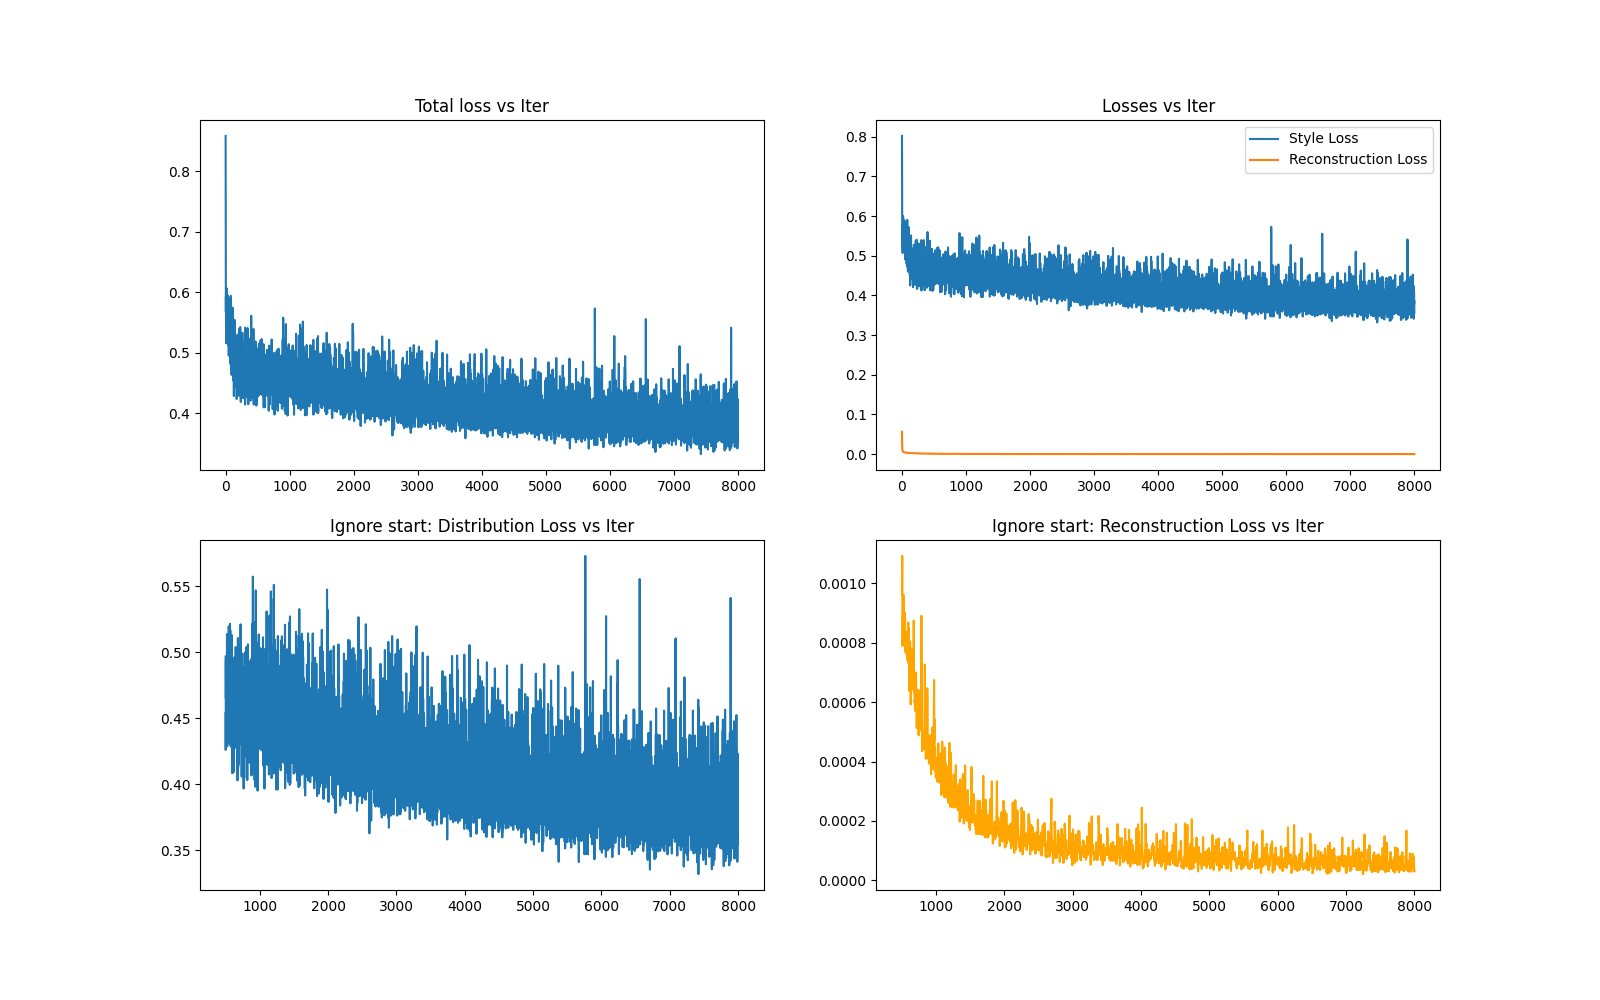 Total loss vs Iter
0.8
0.7
0.6
0.5
0.4
0 1000 2000 3000 4000 5000 6000 7000 8000
Losses vs Iter
Style Loss
Reconstruction Loss
0.8
0.7
0.6
0.5
0.4
0.3
0.2
0.1
0.0
0 1000 2000 3000 4000 5000 6000 7000 8000
Ignore start: Distribution Loss vs Iter
0.55
0.50
0.45
0.40
0.35
1000 2000 3000 4000 5000 6000 7000 8000
Ignore start: Reconstruction Loss vs Iter
0.0010
0.0008
0.0006
0.0004
0.0002
0.0000
1000 2000 3000 4000 5000 6000 7000 8000